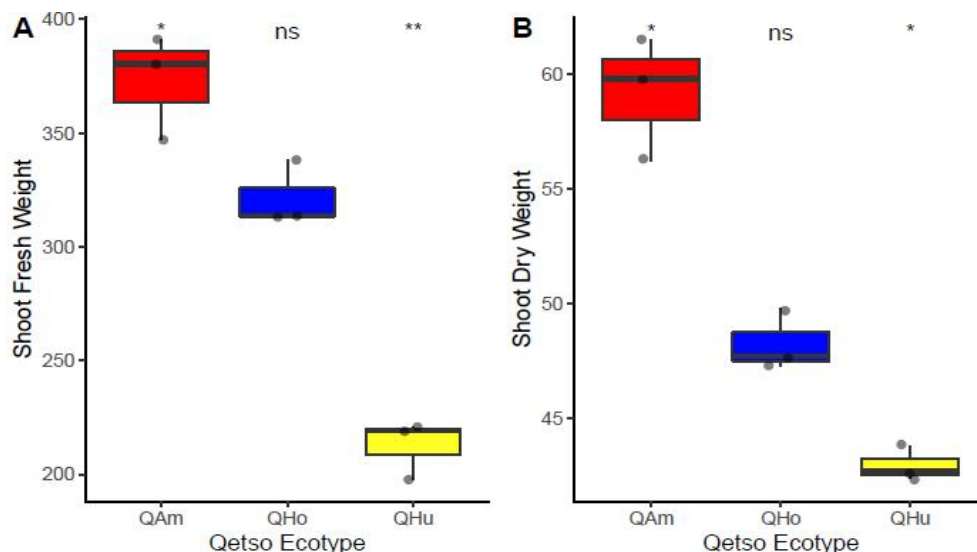 A
* ns **
Shoot Fresh Weight
400
350
300
250
200
QAm QHo QHu
Qetso Ecotype
B
* ns *
Shoot Dry Weight
60
55
50
45
QAm QHo QHu
Qetso Ecotype